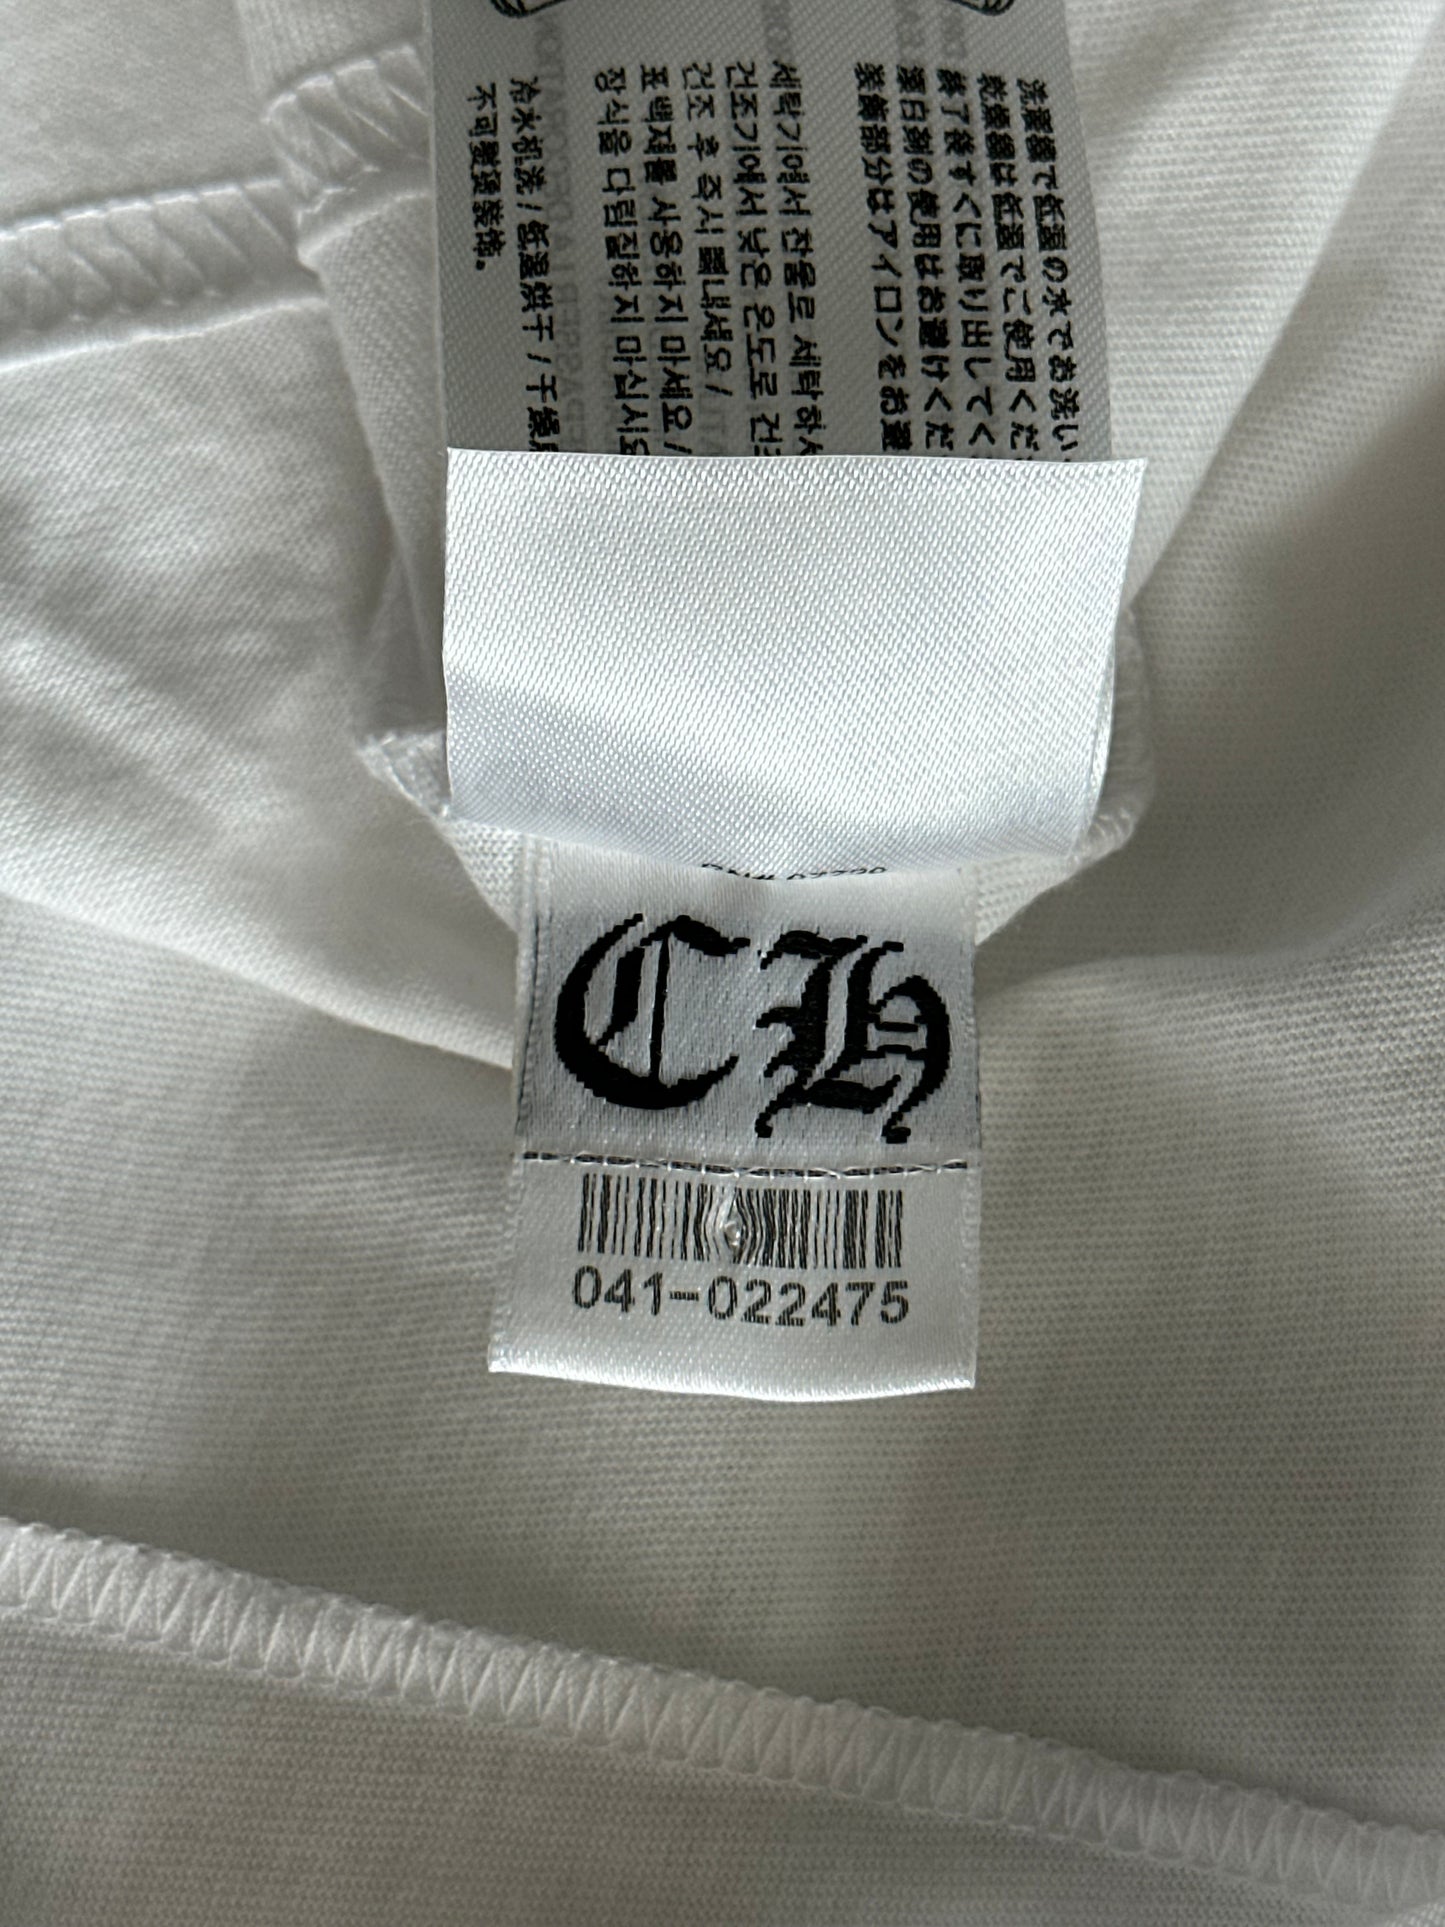 洗濯機で低温の水でお洗い
乾燥機は低温でご使用くだ
終了後すぐに取り出してく
漂白剤の使用はお避けくだ
装飾部分はアイロンをお避
세탁기에서 찬물로 세탁하시
건조기에서 낮은 온도로 건조
건조 후 즉시 꺼내세요 /
표백제를 사용하지 마세요 /
장식을 다림질하지 마십시오
冷水机洗 / 低温烘干 / 干燥
不可熨烫装饰。
CH
041-022475